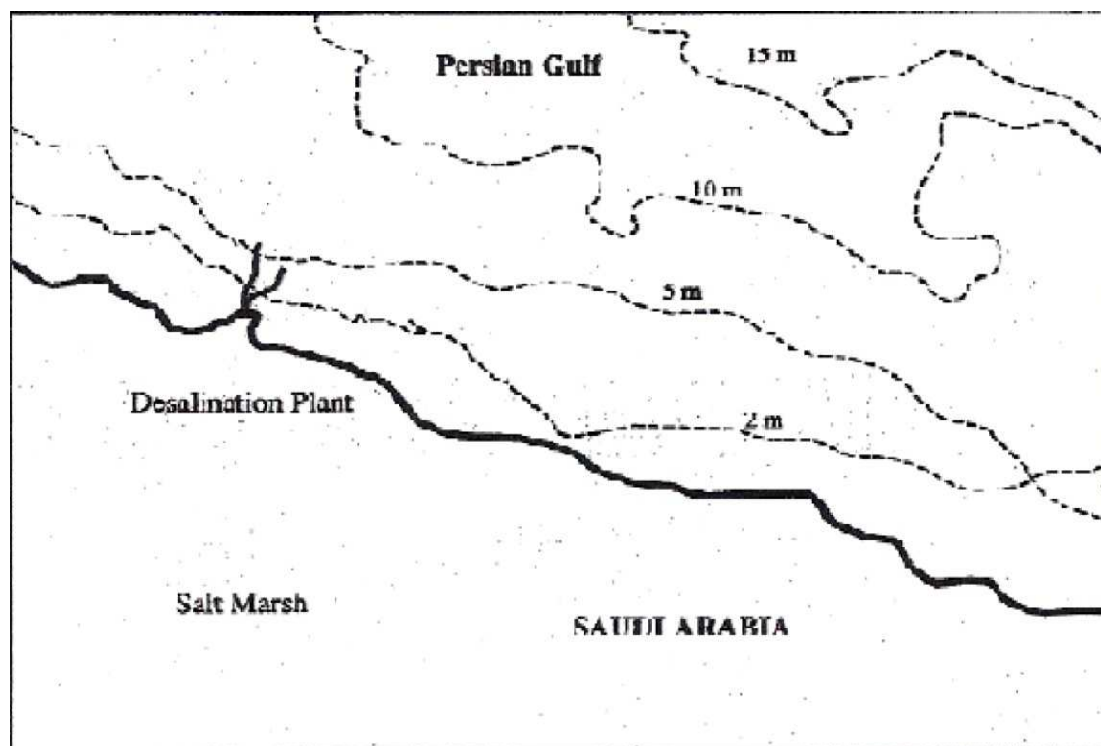 Persian Gulf
15 m
10 m
5 m
Desalination Plant
2 m
Salt Marsh
SAUDI ARABIA